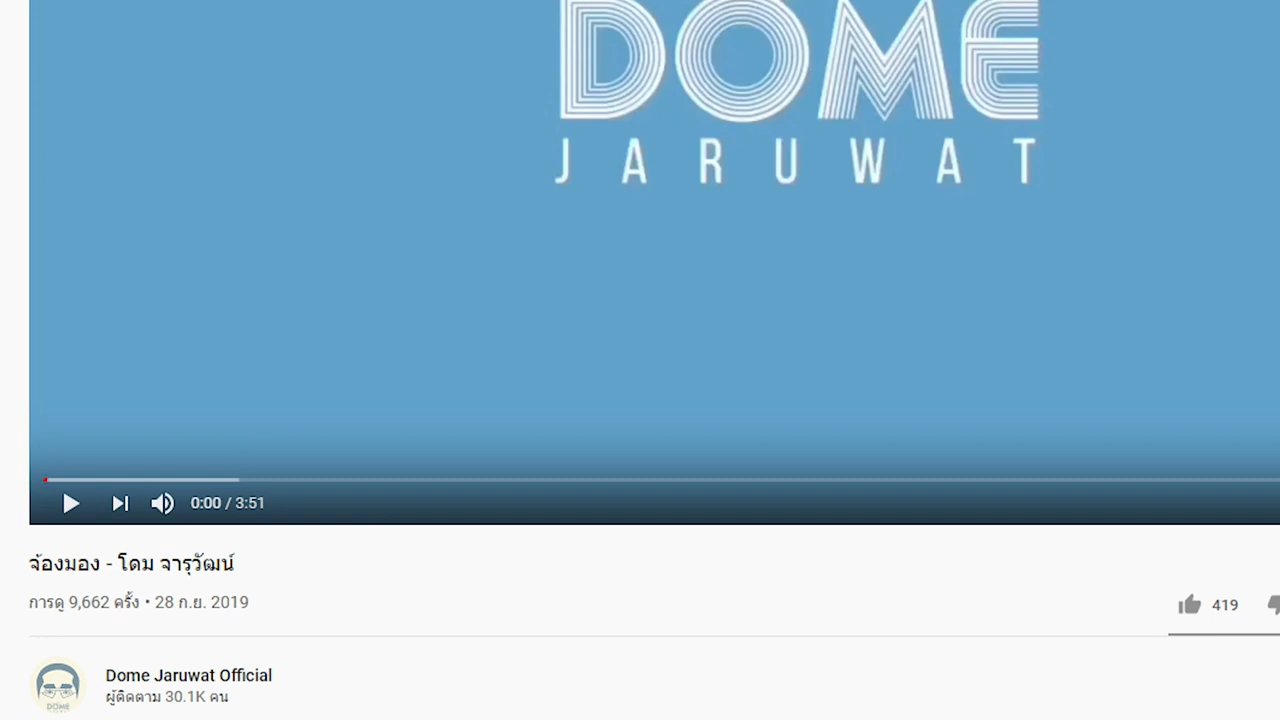 DOME
JARUWAT
0:00 / 3:51
จ้องมอง - โดม จารุวัฒน์
การดู 9,662 ครั้ง • 28 ก.ย. 2019
419
Dome Jaruwat Official
ผู้ติดตาม 30.1K คน
DOME